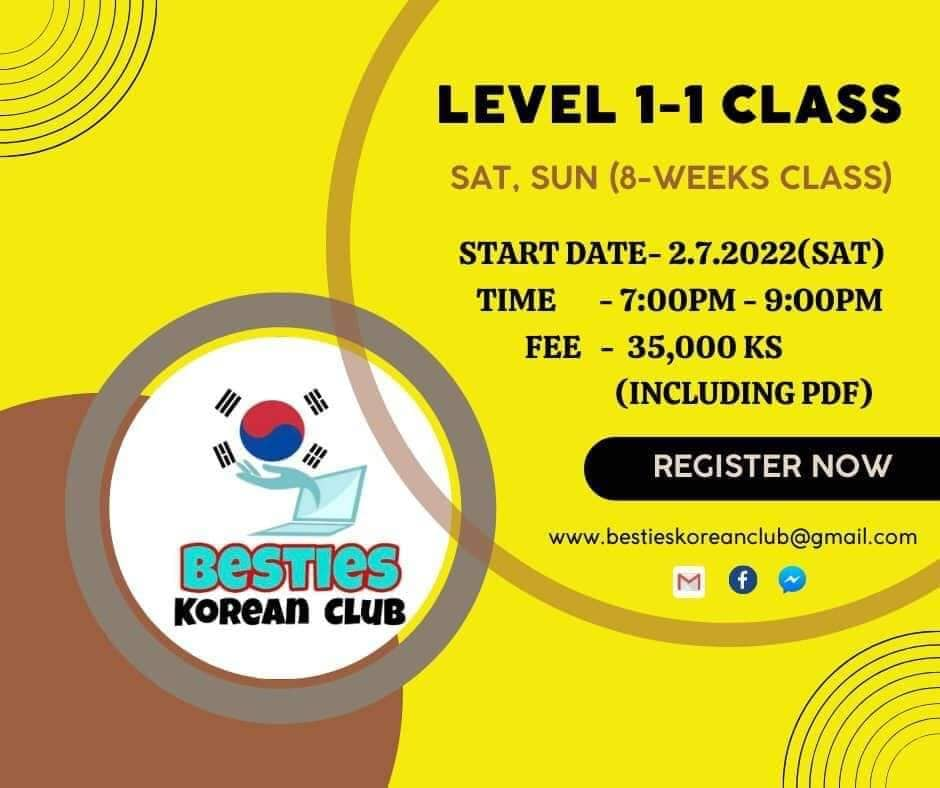 LEVEL 1-1 CLASS
SAT, SUN (8-WEEKS CLASS)
START DATE- 2.7.2022(SAT)
TIME - 7:00PM - 9:00PM
FEE - 35,000 KS
(INCLUDING PDF)
REGISTER NOW
www.bestieskoreanclub@gmail.com
BESTIES
KOREAN CLUB